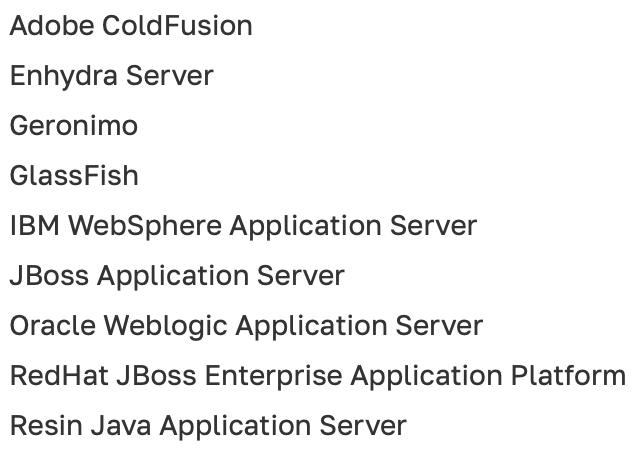 Adobe ColdFusion
Enhydra Server
Geronimo
GlassFish
IBM WebSphere Application Server
JBoss Application Server
Oracle Weblogic Application Server
RedHat JBoss Enterprise Application Platform
Resin Java Application Server